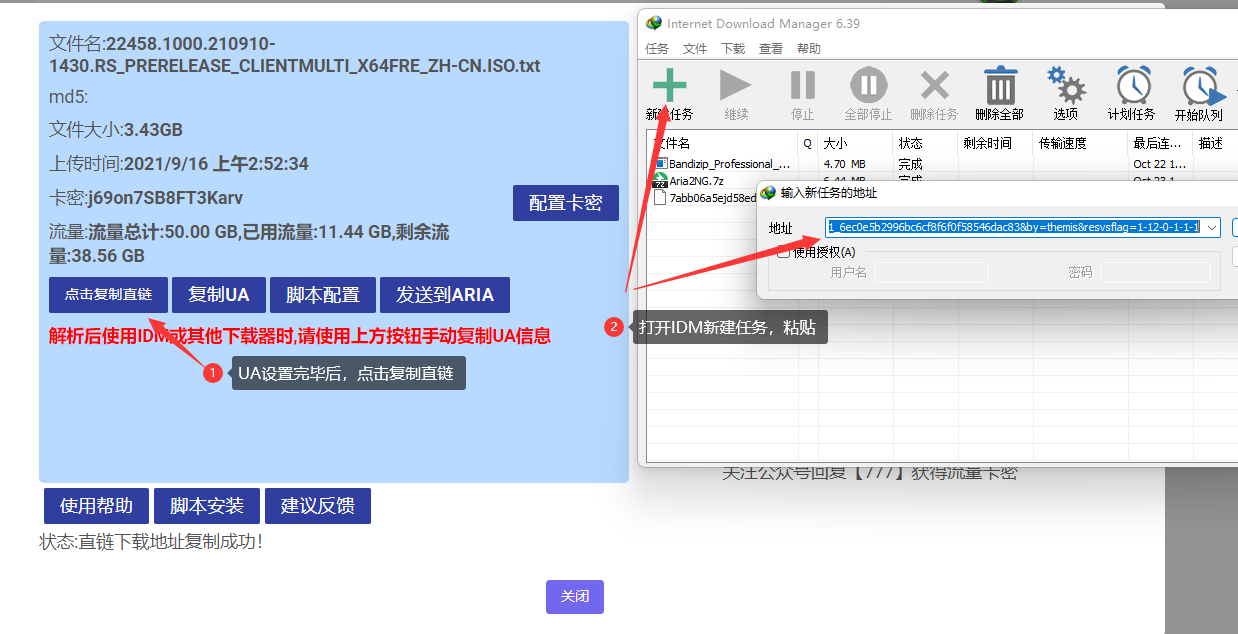 文件名:22458.1000.210910-
1430.RS_PRERELEASE_CLIENTMULTI_X64FRE_ZH-CN.ISO.txt
md5:
文件大小:3.43GB
上传时间:2021/9/16 上午2:52:34
卡密:j69on7SB8FT3Karv
配置卡密
流量:流量总计:50.00 GB,已用流量:11.44 GB,剩余流
量:38.56 GB
点击复制直链 复制UA 脚本配置 发送到ARIA
解析后使用IDM或其他下载器时,请使用上方按钮手动复制UA信息
1 UA设置完毕后，点击复制直链
使用帮助 脚本安装 建议反馈
状态:直链下载地址复制成功!
关闭
Internet Download Manager 6.39
任务 文件 下载 查看 帮助
新建任务 继续 停止 全部停止 删除任务 删除全部 选项 计划任务 开始队列
文件名 Q 大小 状态 剩余时间 传输速度 最后连... 描述
Bandizip_Professional_... 4.70 MB 完成 Oct 22 1...
Aria2NG.7z 6.44 MB 完成 Oct 23 1...
7abb06a5ejd58ed
输入新任务的地址
地址 1_6ec0e5b2996bc6cf8f6f0f58546dac83&by=themis&resvsflag=1-12-0-1-1-1
使用授权(A)
用户名 密码
2 打开IDM新建任务，粘贴
关注公众号回复【777】获得流量卡密